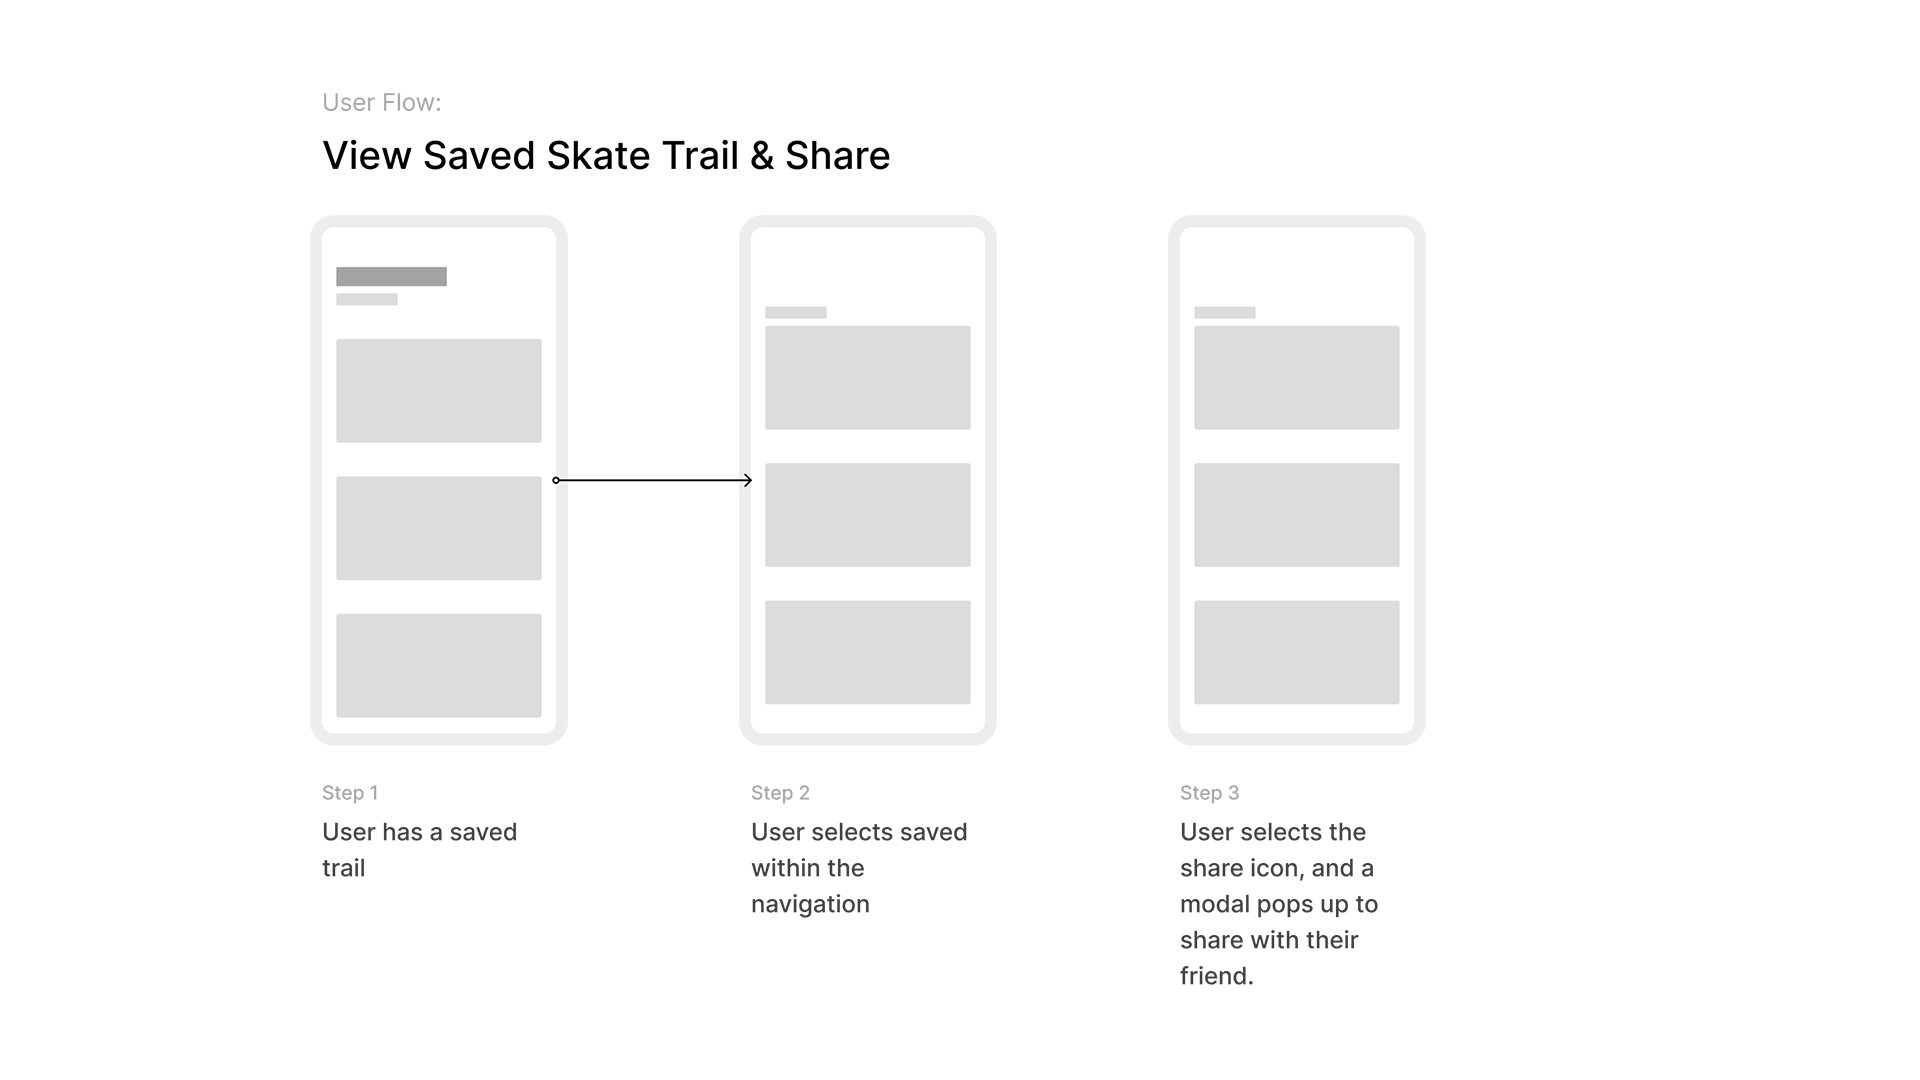 User Flow:
View Saved Skate Trail & Share
Step 1
User has a saved
trail
Step 2
User selects saved
within the
navigation
Step 3
User selects the
share icon, and a
modal pops up to
share with their
friend.